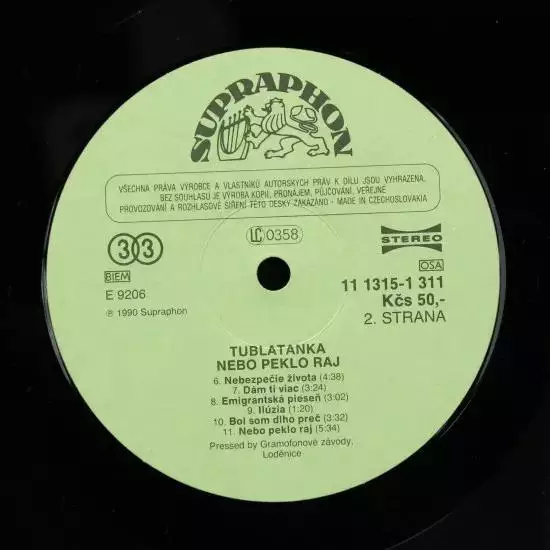 SUPRAPHON
VŠECHNA PRÁVA VÝROBCE A VLASTNÍKŮ AUTORSKÝCH PRÁV K DÍLU JSOU VYHRAZENA.
BEZ SOUHLASU JE VÝROBA KOPIÍ, PRONÁJEM, PŮJČOVÁNÍ, VEŘEJNÉ
PROVOZOVÁNÍ A ROZHLASOVÉ ŠÍŘENÍ TÉTO DESKY ZAKÁZÁNO - MADE IN CZECHOSLOVAKIA
33
LC 0358
STEREO
BIEM
OSA
E 9206
11 1315-1 311
Kčs 50,-
℗ 1990 Supraphon
2. STRANA
TUBLATANKA
NEBO PEKLO RAJ
6. Nebezpečie života (4:38)
7. Dám ti viac (3:24)
8. Emigrantská pieseň (3:02)
9. Ilúzia (4:30)
10. Bol som dlho preč (3:32)
11. Nebo peklo raj (5:34)
Pressed by Gramofonové závody,
Loděnice